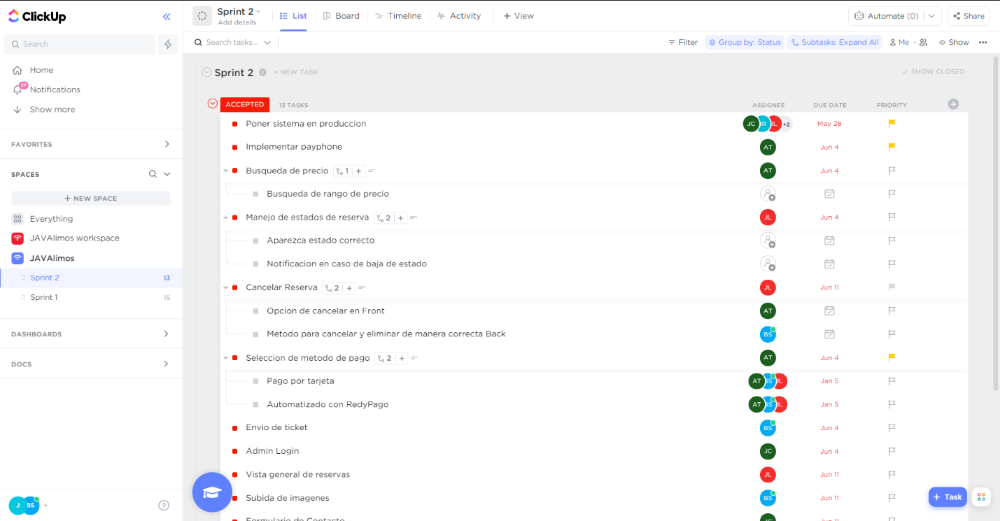 ClickUp
Sprint 2
Add details
List
Board
Timeline
Activity
+ View
Automate (0)
Share
Search
Search tasks...
Filter
Group by: Status
Subtasks: Expand All
Me
Show
Home
27
Notifications
Show more
FAVORITES
SPACES
+ NEW SPACE
Everything
JAVAlimos workspace
JAVAlimos
Sprint 2 13
Sprint 1 15
DASHBOARDS
DOCS
J BS
Sprint 2 + NEW TASK SHOW CLOSED
ACCEPTED 13 TASKS ASSIGNEE DUE DATE PRIORITY
Poner sistema en produccion JC JR JL +2 May 28
Implementar payphone AT Jun 4
Busqueda de precio 1 + AT Jun 4
Busqueda de rango de precio
Manejo de estados de reserva 2 + JL Jun 4
Aparezca estado correcto
Notificacion en caso de baja de estado
Cancelar Reserva 2 + JL Jun 11
Opcion de cancelar en Front AT
Metodo para cancelar y eliminar de manera correcta Back BS
Seleccion de metodo de pago 2 + AT Jun 4
Pago por tarjeta AT BS JL Jan 5
Automatizado con RedyPago AT BS JL Jan 5
Envio de ticket BS Jun 4
Admin Login JC Jun 4
Vista general de reservas JL Jun 11
Subida de imagenes BS Jun 11
Formulario de Contacto JC Jun 11
+ Task